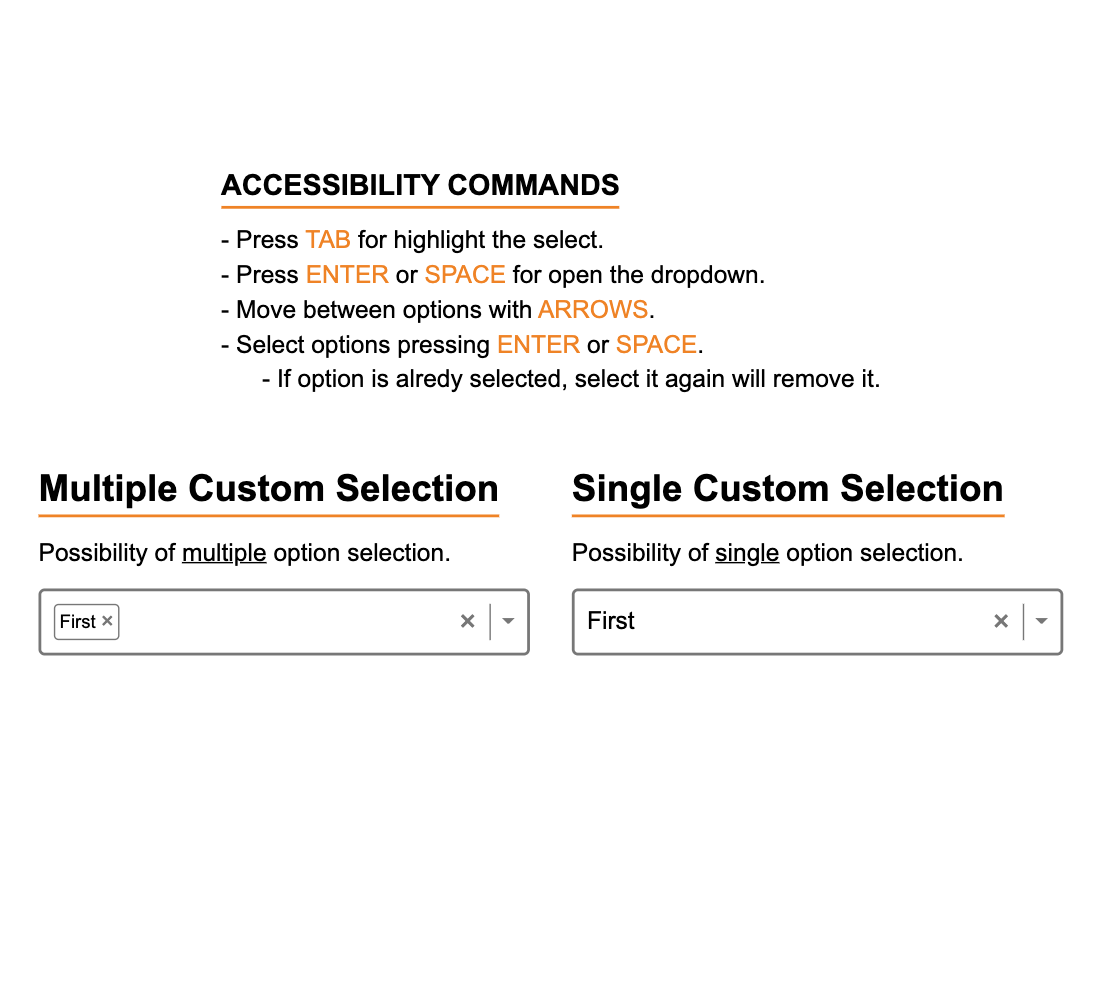 ACCESSIBILITY COMMANDS
- Press TAB for highlight the select.
- Press ENTER or SPACE for open the dropdown.
- Move between options with ARROWS.
- Select options pressing ENTER or SPACE.
- If option is alredy selected, select it again will remove it.
Multiple Custom Selection
Possibility of multiple option selection.
First ×
×
Single Custom Selection
Possibility of single option selection.
First
×